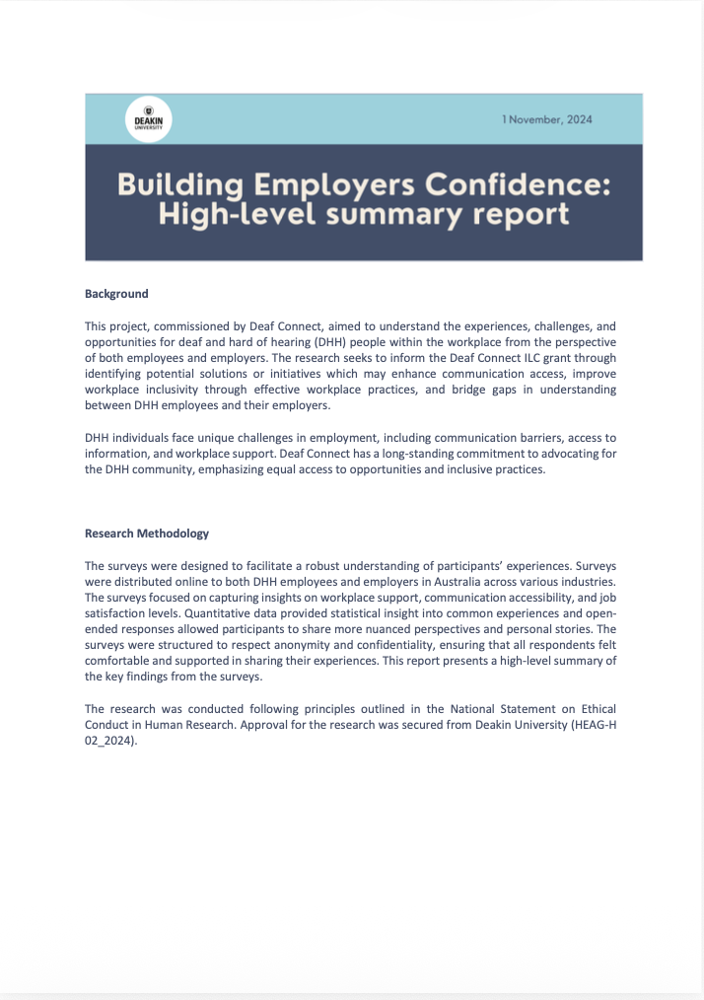 DEAKIN
UNIVERSITY
1 November, 2024
Building Employers Confidence:
High-level summary report
Background
This project, commissioned by Deaf Connect, aimed to understand the experiences, challenges, and
opportunities for deaf and hard of hearing (DHH) people within the workplace from the perspective
of both employees and employers. The research seeks to inform the Deaf Connect ILC grant through
identifying potential solutions or initiatives which may enhance communication access, improve
workplace inclusivity through effective workplace practices, and bridge gaps in understanding
between DHH employees and their employers.
DHH individuals face unique challenges in employment, including communication barriers, access to
information, and workplace support. Deaf Connect has a long-standing commitment to advocating for
the DHH community, emphasizing equal access to opportunities and inclusive practices.
Research Methodology
The surveys were designed to facilitate a robust understanding of participants’ experiences. Surveys
were distributed online to both DHH employees and employers in Australia across various industries.
The surveys focused on capturing insights on workplace support, communication accessibility, and job
satisfaction levels. Quantitative data provided statistical insight into common experiences and open-
ended responses allowed participants to share more nuanced perspectives and personal stories. The
surveys were structured to respect anonymity and confidentiality, ensuring that all respondents felt
comfortable and supported in sharing their experiences. This report presents a high-level summary of
the key findings from the surveys.
The research was conducted following principles outlined in the National Statement on Ethical
Conduct in Human Research. Approval for the research was secured from Deakin University (HEAG-H
02_2024).